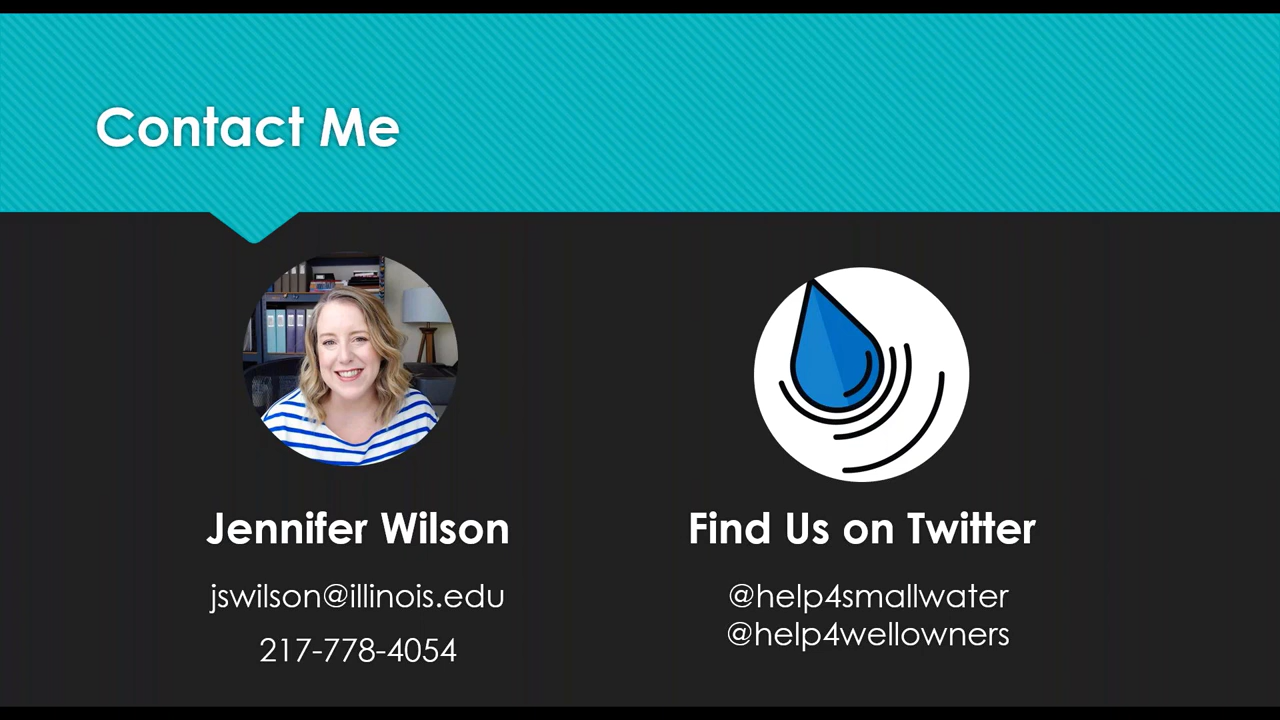 Contact Me
Jennifer Wilson
jswilson@illinois.edu
217-778-4054
Find Us on Twitter
@help4smallwater
@help4wellowners